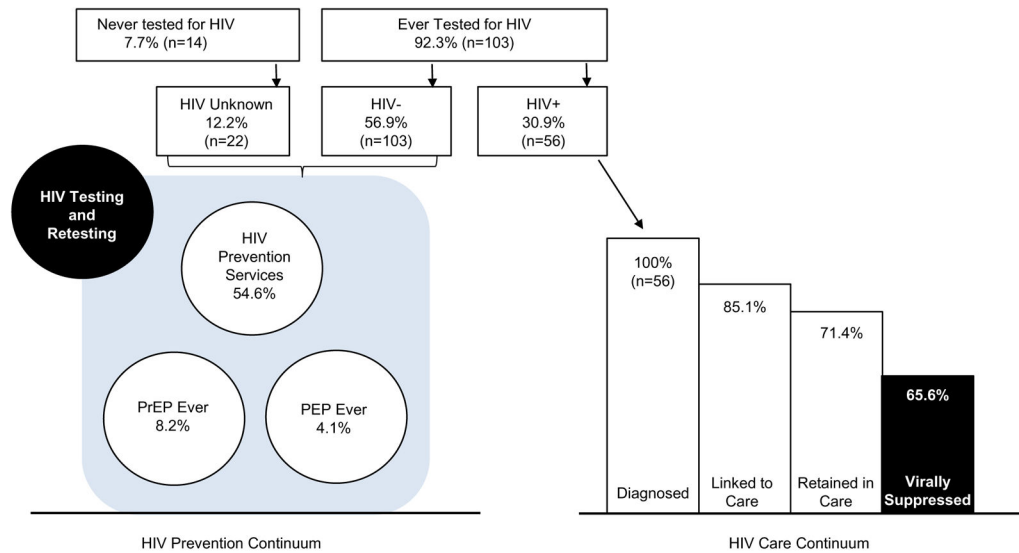 Never tested for HIV
7.7% (n=14)
Ever Tested for HIV
92.3% (n=103)
HIV Unknown
12.2%
(n=22)
HIV-
56.9%
(n=103)
HIV+
30.9%
(n=56)
HIV Testing
and
Retesting
HIV
Prevention
Services
54.6%
PrEP Ever
8.2%
PEP Ever
4.1%
HIV Prevention Continuum
100%
(n=56)
Diagnosed
85.1%
Linked to
Care
71.4%
Retained in
Care
65.6%
Virally
Suppressed
HIV Care Continuum